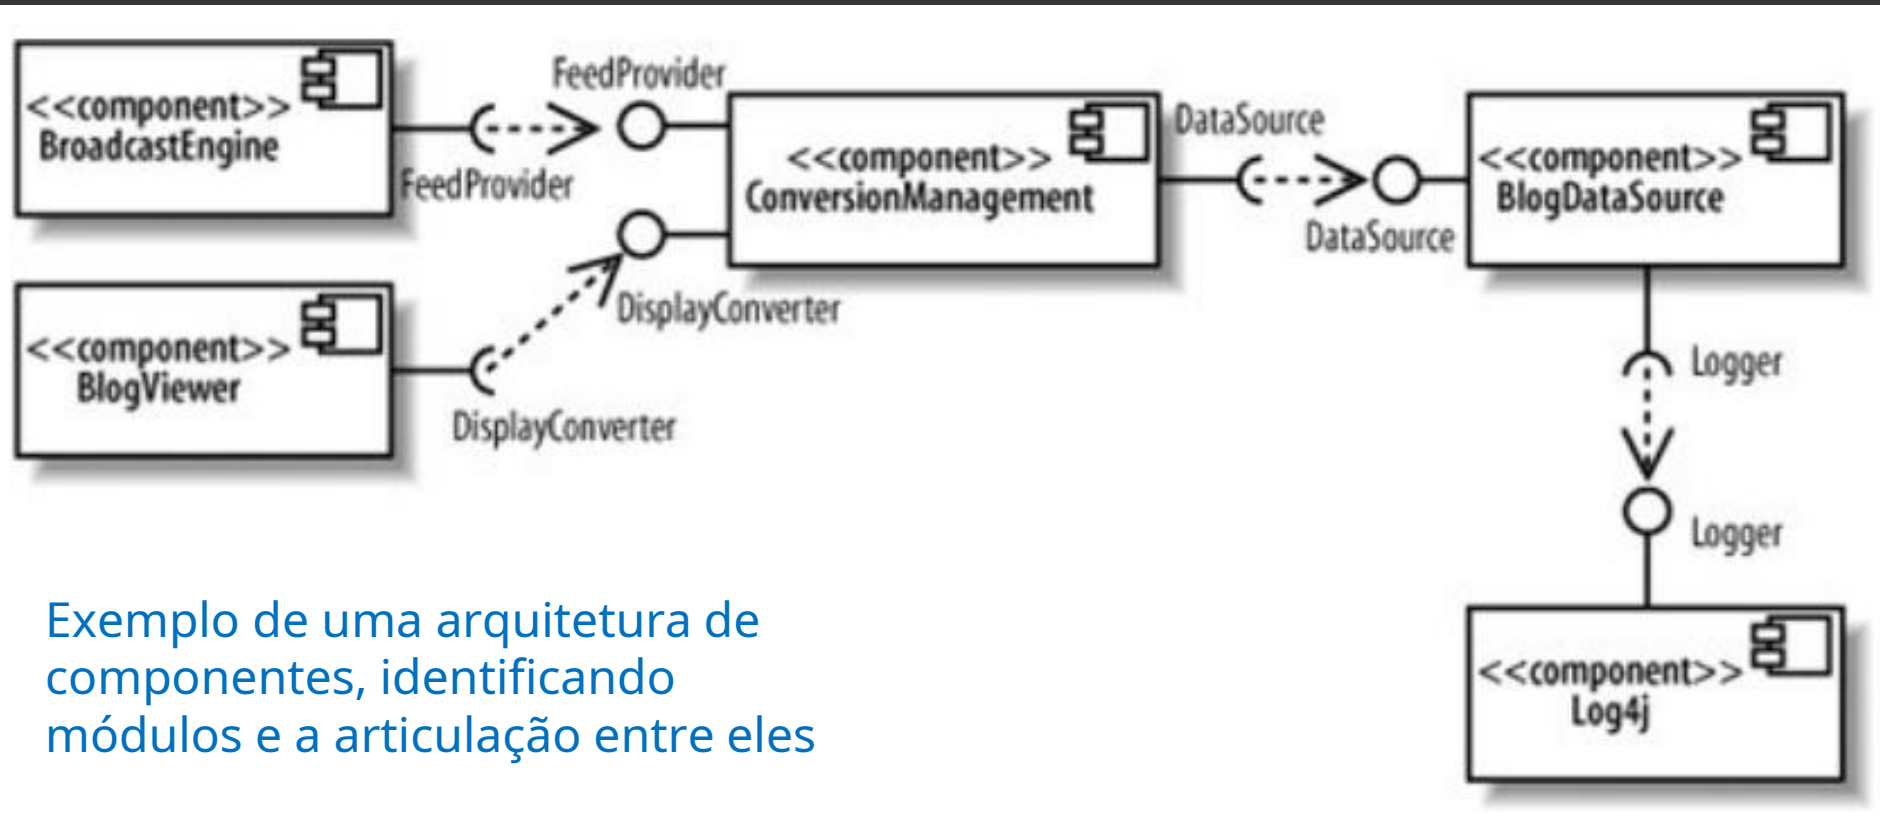 <<component>>
BroadcastEngine
FeedProvider
FeedProvider
<<component>>
ConversionManagement
DataSource
DataSource
<<component>>
BlogDataSource
<<component>>
BlogViewer
DisplayConverter
DisplayConverter
Logger
Logger
<<component>>
Log4j
Exemplo de uma arquitetura de
componentes, identificando
módulos e a articulação entre eles